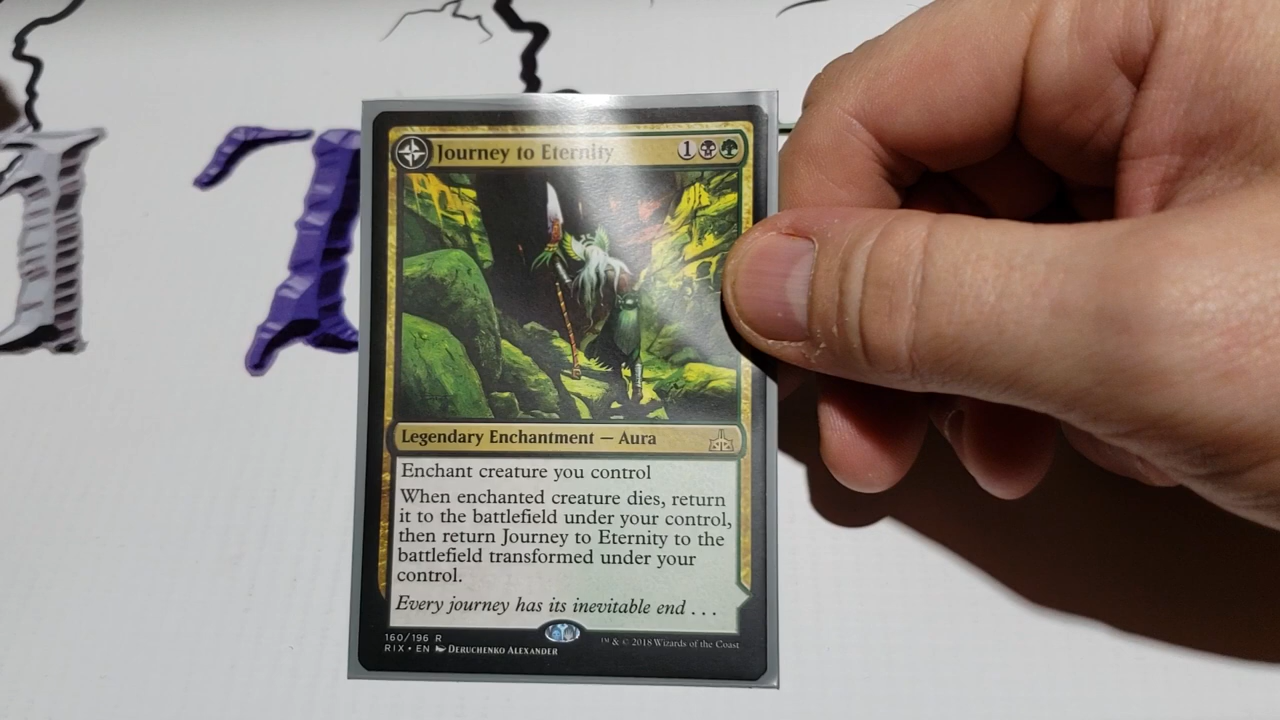 Journey to Eternity 1
Legendary Enchantment — Aura
Enchant creature you control
When enchanted creature dies, return
it to the battlefield under your control,
then return Journey to Eternity to the
battlefield transformed under your
control.
Every journey has its inevitable end . . .
160/196 R
RIX • EN Deruchenko Alexander
™ & © 2018 Wizards of the Coast
T